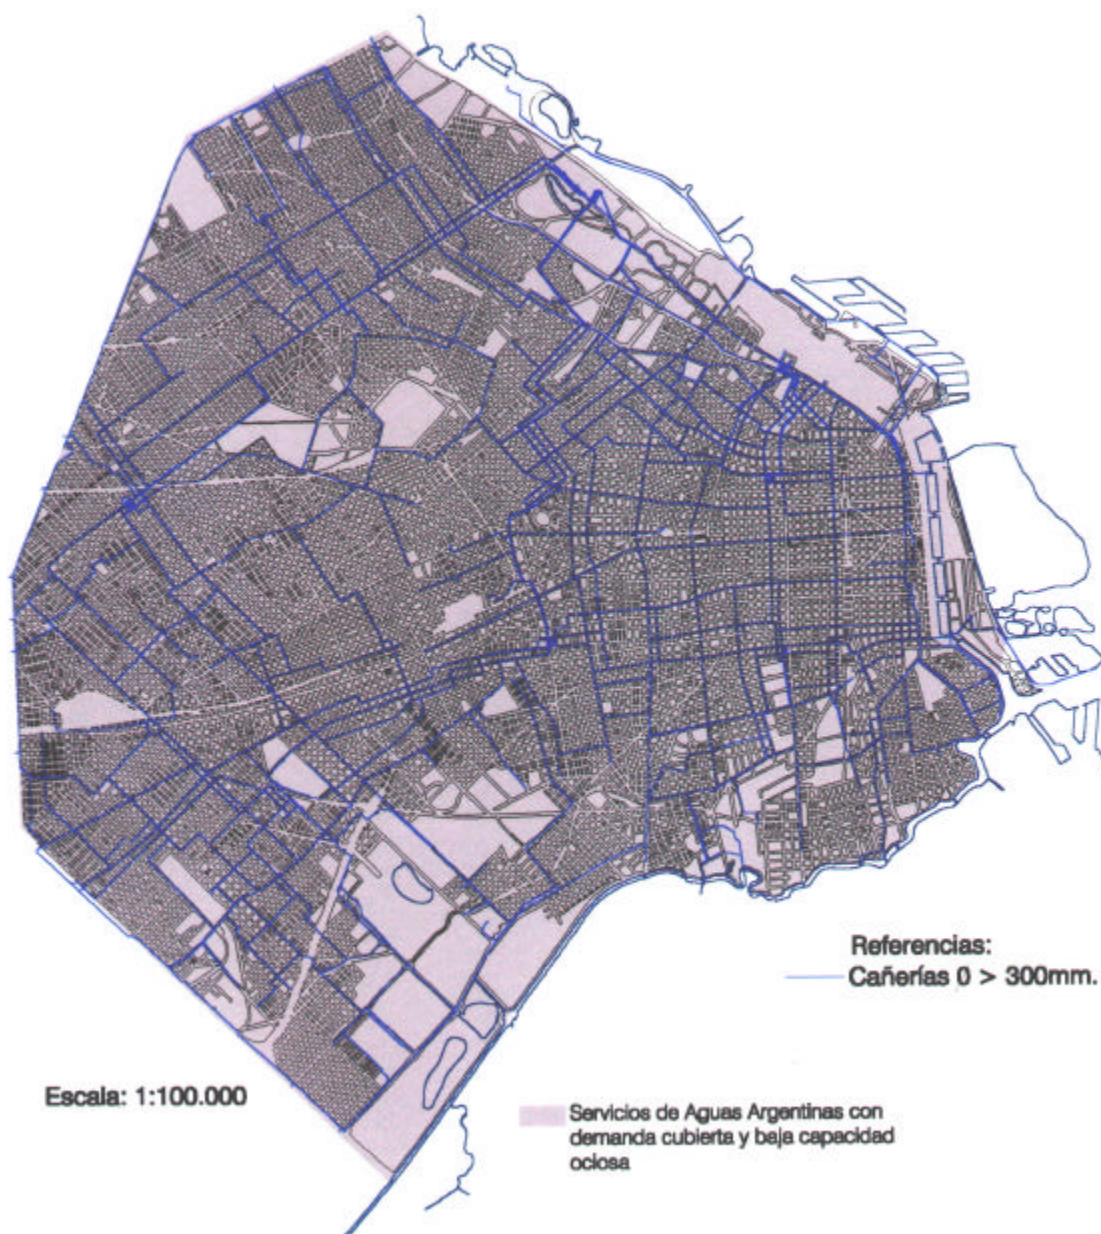 Referencias:
Cañerías 0 > 300mm.
Escala: 1:100.000
Servicios de Aguas Argentinas con
demanda cubierta y baja capacidad
ociosa